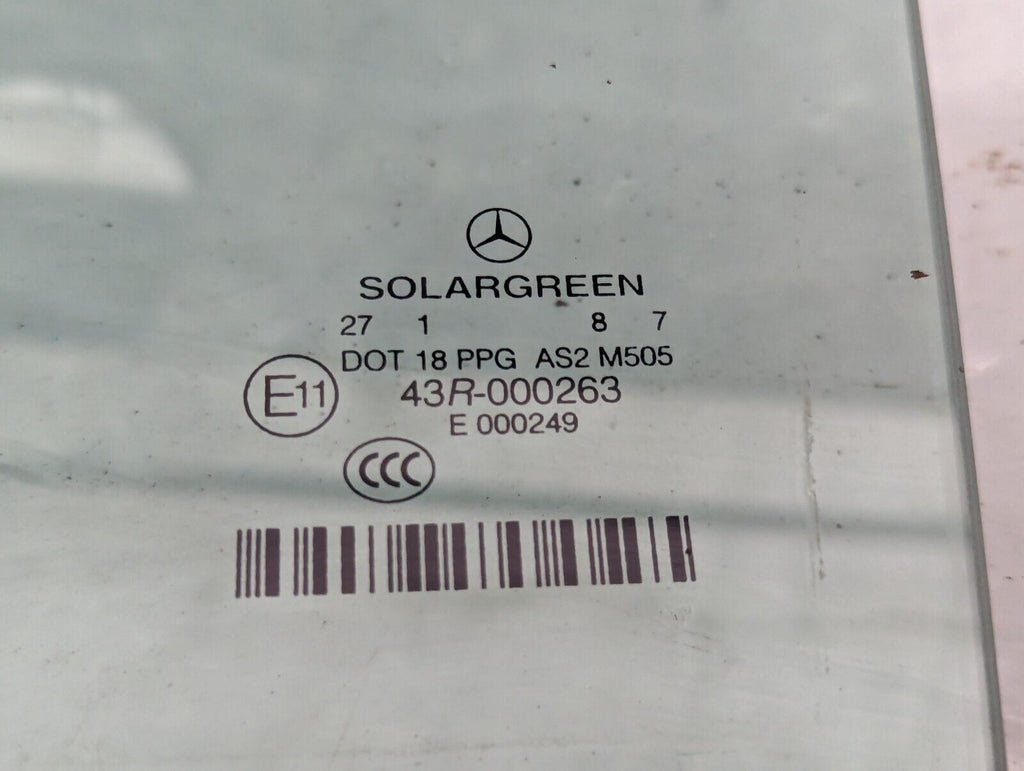 SOLARGREEN
27 1 8 7
DOT 18 PPG AS2 M505
E11 43R-000263
E 000249
CCC